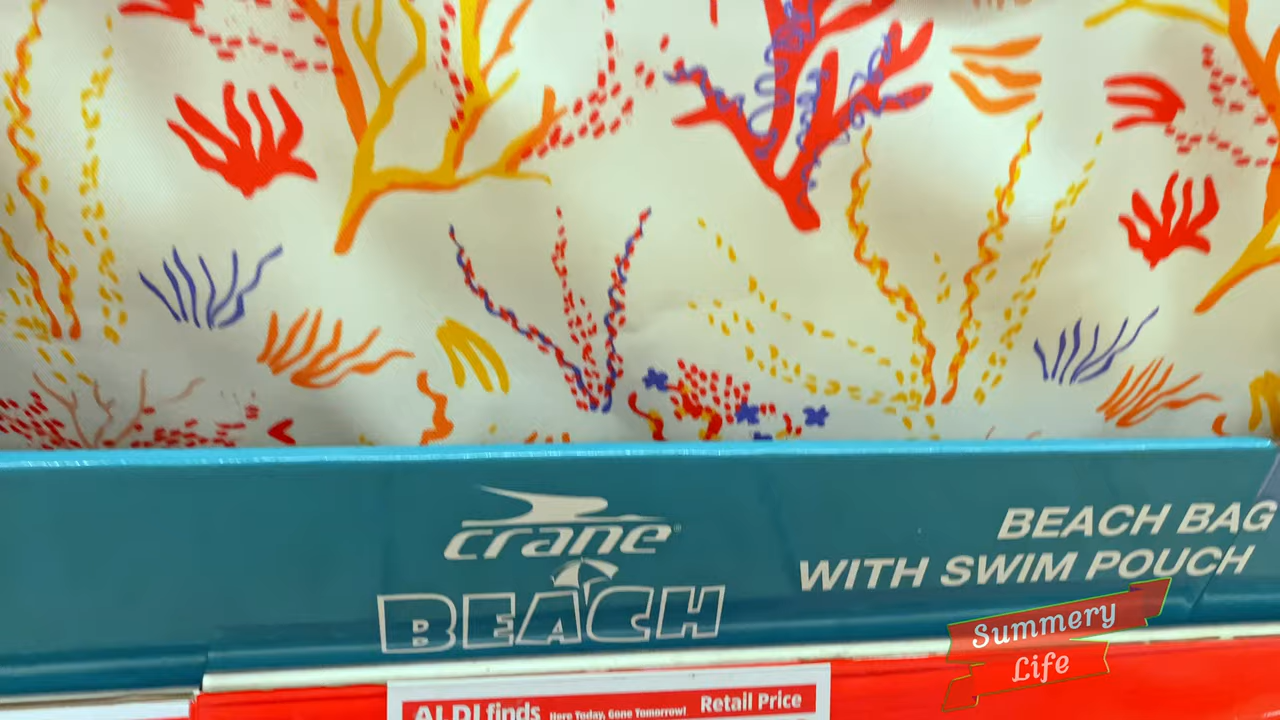 crane
BEACH
BEACH BAG
WITH SWIM POUCH
Summery
Life
ALDI finds Here Today, Gone Tomorrow! Retail Price